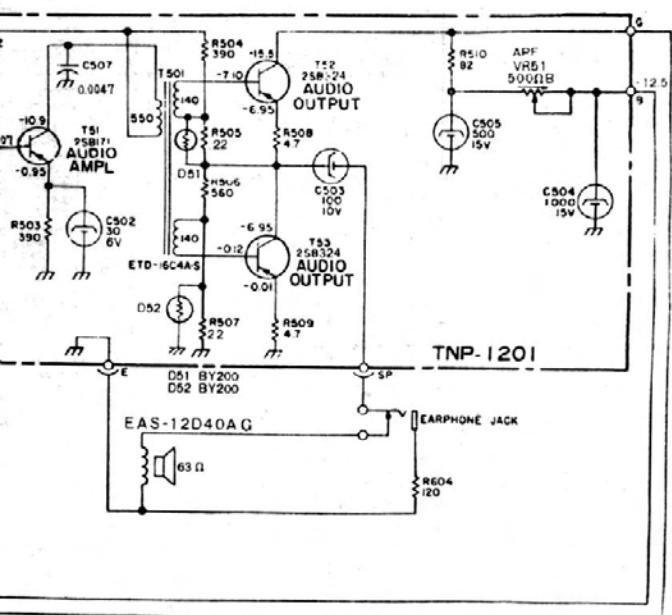 G
R504
390
-15.5
T52
2SB324
AUDIO
OUTPUT
R510
82
APF
VR51
500ΩB
C507
0.0047
T501
-7.10
-12.5
B
140
-10.9
550
-6.95
C505
500
15V
07
T51
2SB171
AUDIO
AMPL
R505
22
R508
4.7
-0.95
D51
R506
560
C503
100
10V
C504
1000
15V
R503
390
C502
30
6V
140
-6.95
T53
2SB324
AUDIO
OUTPUT
-0.12
ETD-16C4A-S
-0.01
D52
R507
22
R509
4.7
TNP-1201
E
D51 BY200
D52 BY200
SP
EAS-12D40AG
EARPHONE JACK
63Ω
R604
120